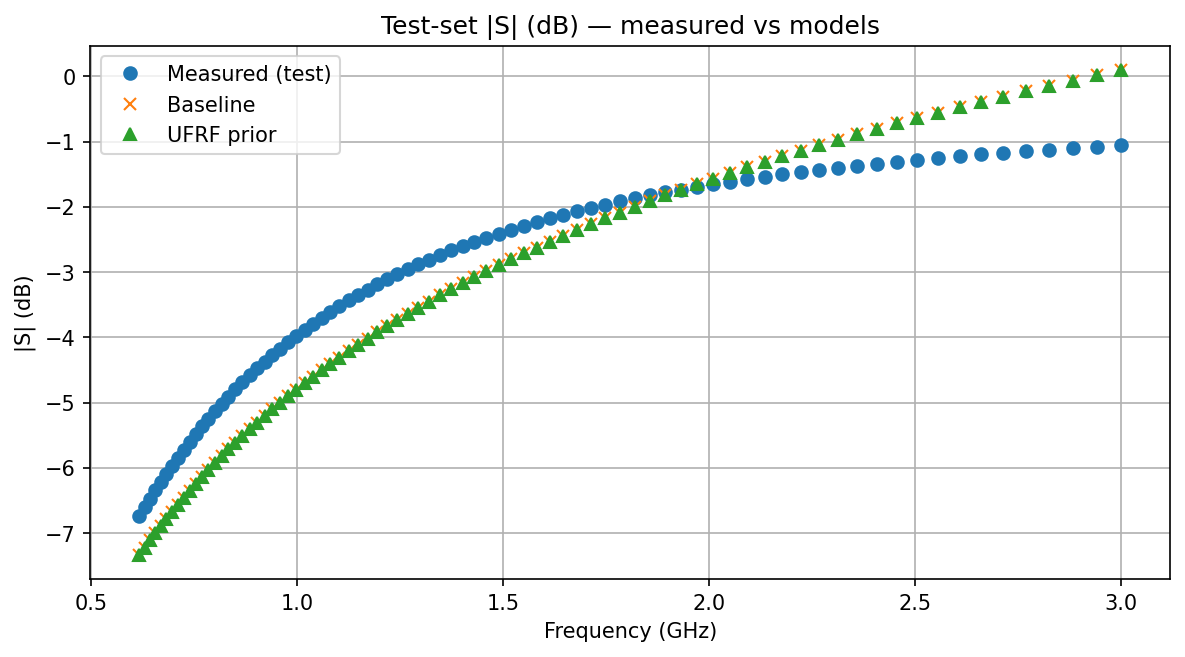 Test-set |S| (dB) — measured vs models
Measured (test)
Baseline
UFRF prior
|S| (dB)
0
−1
−2
−3
−4
−5
−6
−7
0.5 1.0 1.5 2.0 2.5 3.0
Frequency (GHz)